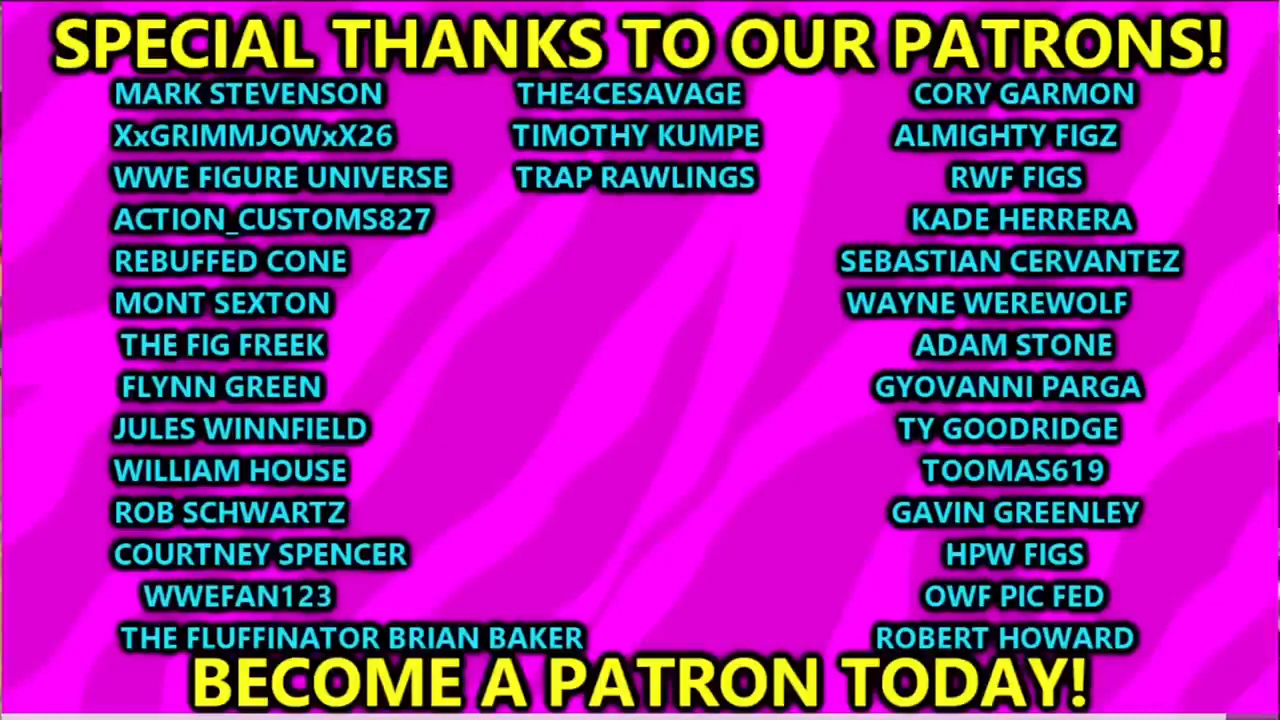 SPECIAL THANKS TO OUR PATRONS!
MARK STEVENSON THE4CESAVAGE CORY GARMON
XxGRIMMJOWxX26 TIMOTHY KUMPE ALMIGHTY FIGZ
WWE FIGURE UNIVERSE TRAP RAWLINGS RWF FIGS
ACTION_CUSTOMS827 KADE HERRERA
REBUFFED CONE SEBASTIAN CERVANTEZ
MONT SEXTON WAYNE WEREWOLF
THE FIG FREEK ADAM STONE
FLYNN GREEN GYOVANNI PARGA
JULES WINNFIELD TY GOODRIDGE
WILLIAM HOUSE TOOMAS619
ROB SCHWARTZ GAVIN GREENLEY
COURTNEY SPENCER HPW FIGS
WWEFAN123 OWF PIC FED
THE FLUFFINATOR BRIAN BAKER ROBERT HOWARD
BECOME A PATRON TODAY!